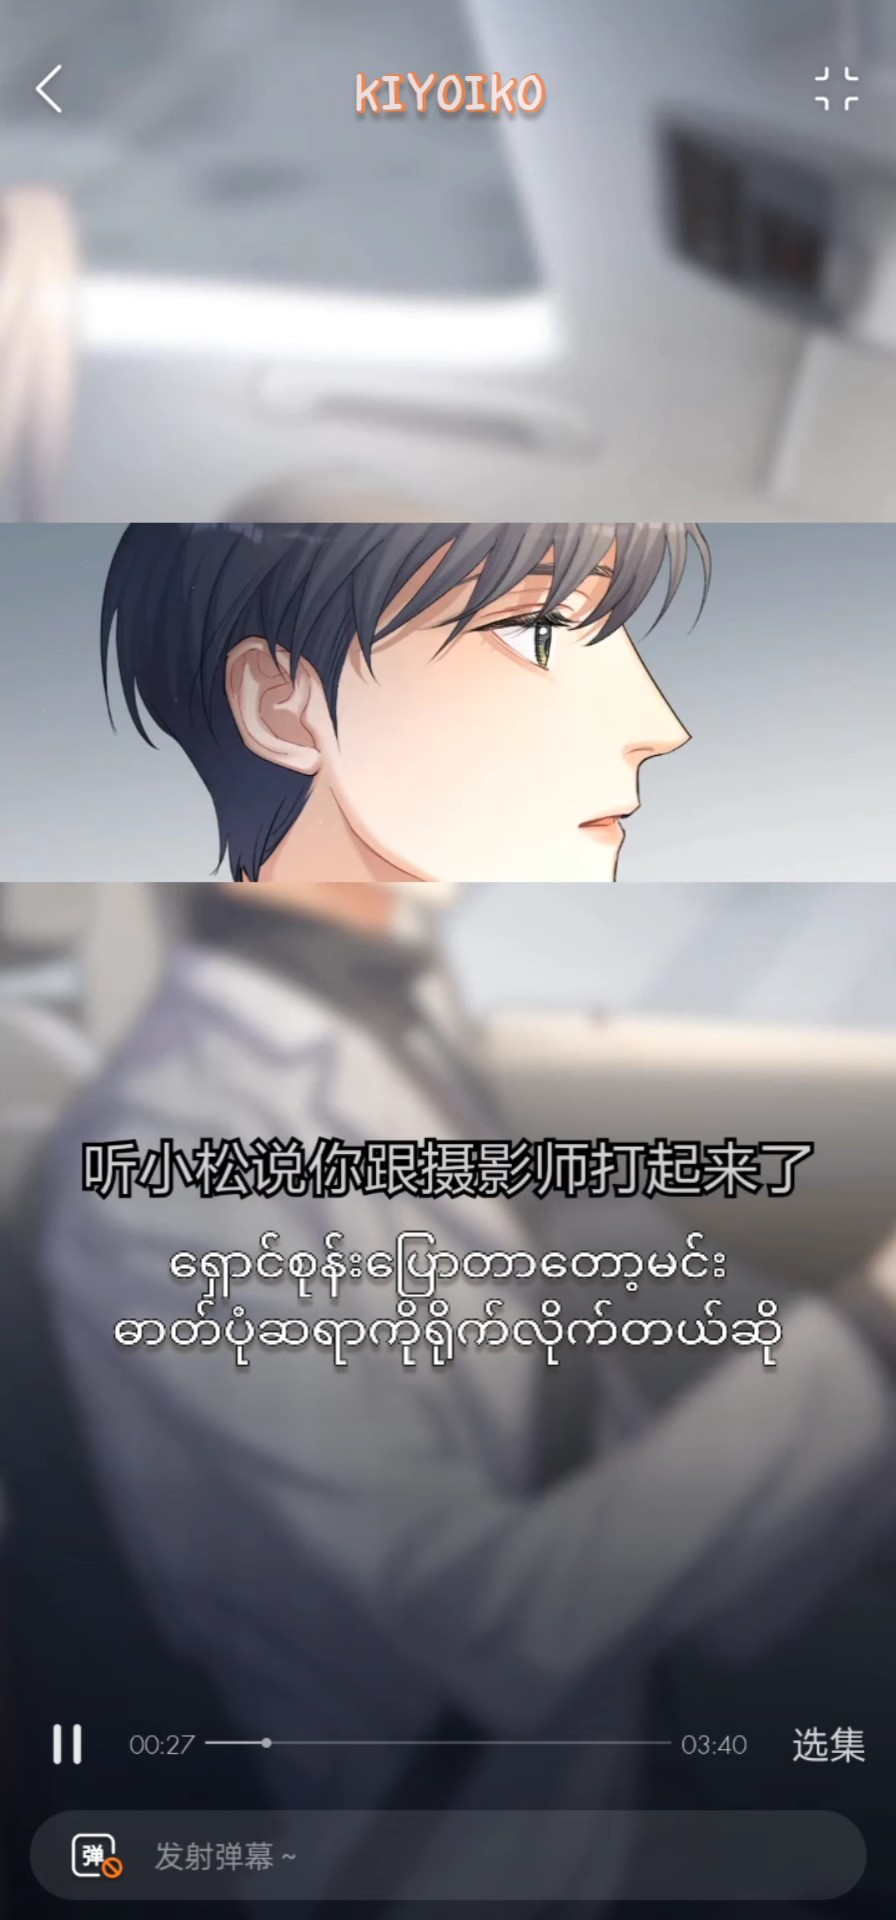 KIYOIKO
听小松说你跟摄影师打起来了
ရှောင်စုန်းပြောတာတော့မင်း
ဓာတ်ပုံဆရာကိုရိုက်လိုက်တယ်ဆို
00:27
03:40
选集
弹
发射弹幕~